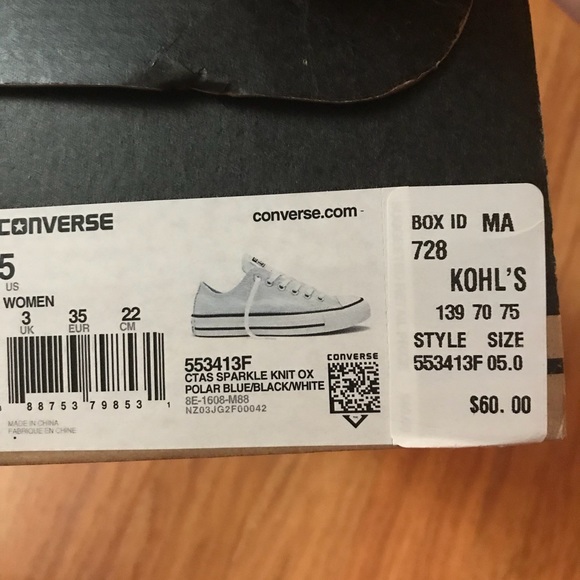 CONVERSE
converse.com
5
US
WOMEN
3 35 22
UK EUR CM
88753 79853 1
MADE IN CHINA
FABRIQUE EN CHINE
553413F
CTAS SPARKLE KNIT OX
POLAR BLUE/BLACK/WHITE
8E-1608-M88
NZ03JG2F00042
CONVERSE
BOX ID MA
728
KOHL'S
139 70 75
STYLE SIZE
553413F 05.0
$60.00